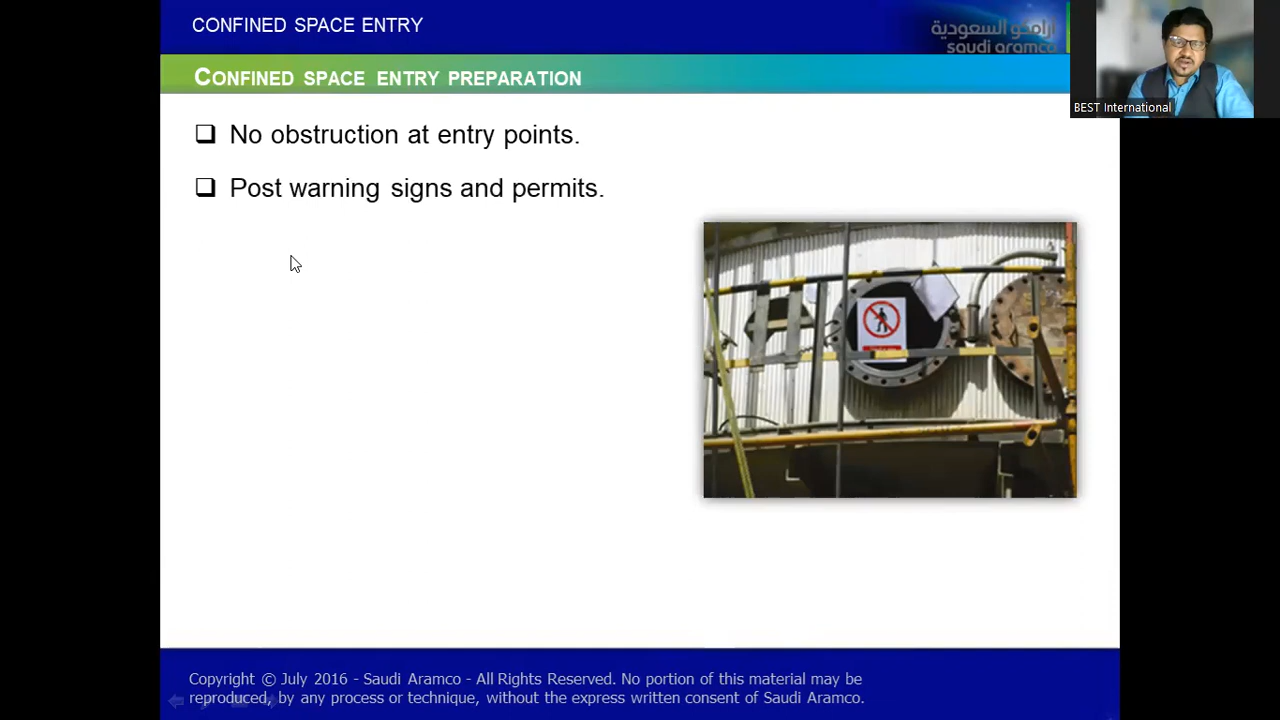 CONFINED SPACE ENTRY
أرامكو السعودية
saudi aramco
CONFINED SPACE ENTRY PREPARATION
BEST International
❑ No obstruction at entry points.
❑ Post warning signs and permits.
Copyright © July 2016 - Saudi Aramco - All Rights Reserved. No portion of this material may be
reproduced, by any process or technique, without the express written consent of Saudi Aramco.